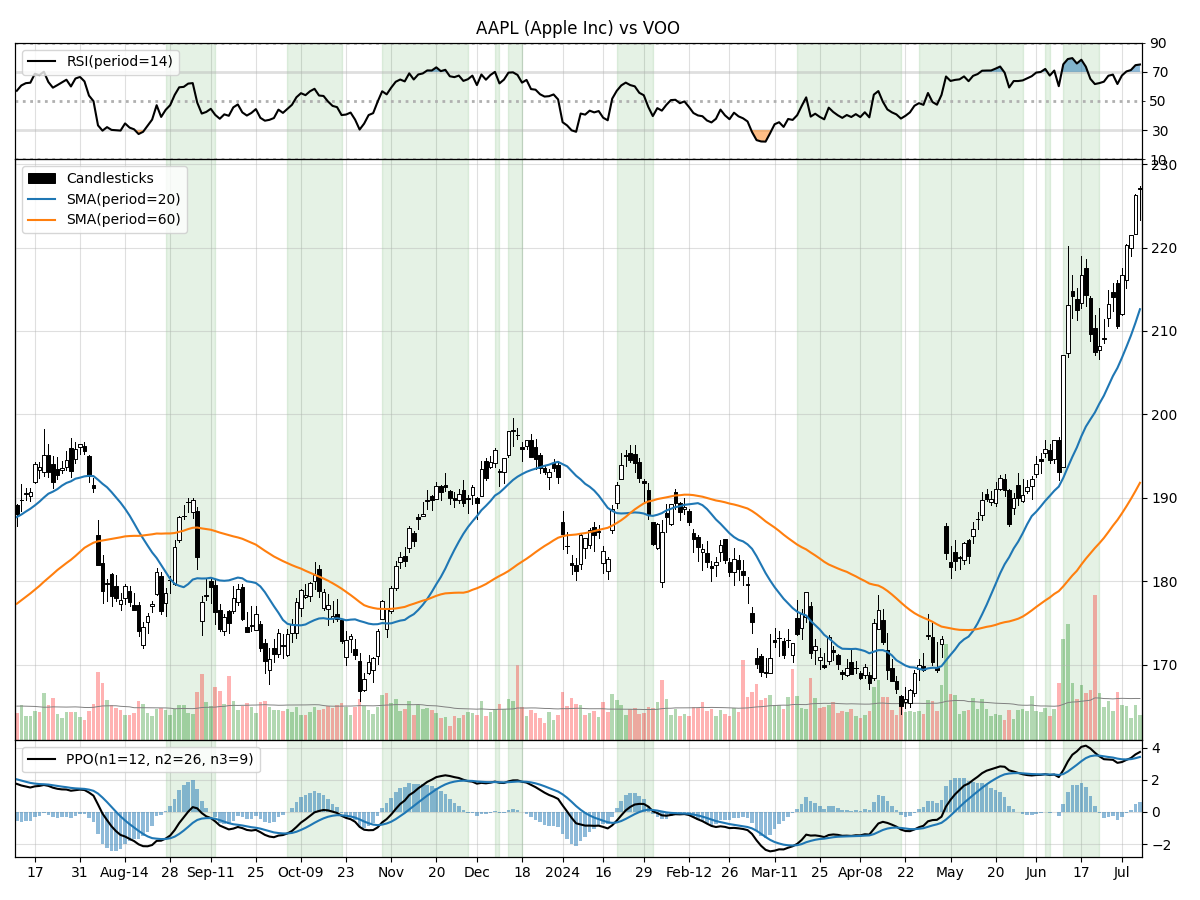 AAPL (Apple Inc) vs VOO
RSI(period=14)
90
70
50
30
10
Candlesticks
SMA(period=20)
SMA(period=60)
230
220
210
200
190
180
170
PPO(n1=12, n2=26, n3=9)
4
2
0
−2
17 31 Aug-14 28 Sep-11 25 Oct-09 23 Nov 20 Dec 18 2024 16 29 Feb-12 26 Mar-11 25 Apr-08 22 May 20 Jun 17 Jul